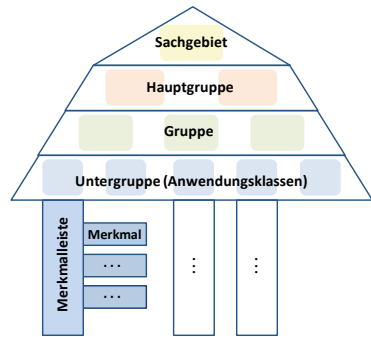 Sachgebiet
Hauptgruppe
Gruppe
Untergruppe (Anwendungsklassen)
Merkmalleiste
Merkmal
...
...
⋮
⋮